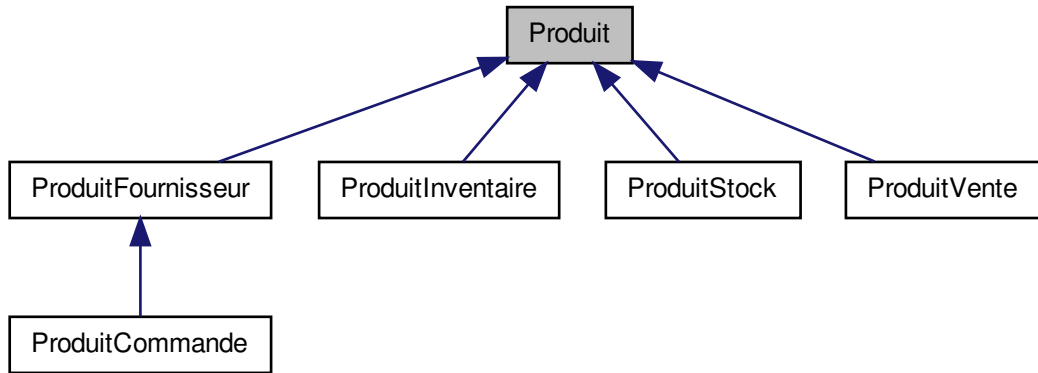 Produit
ProduitFournisseur
ProduitInventaire
ProduitStock
ProduitVente
ProduitCommande